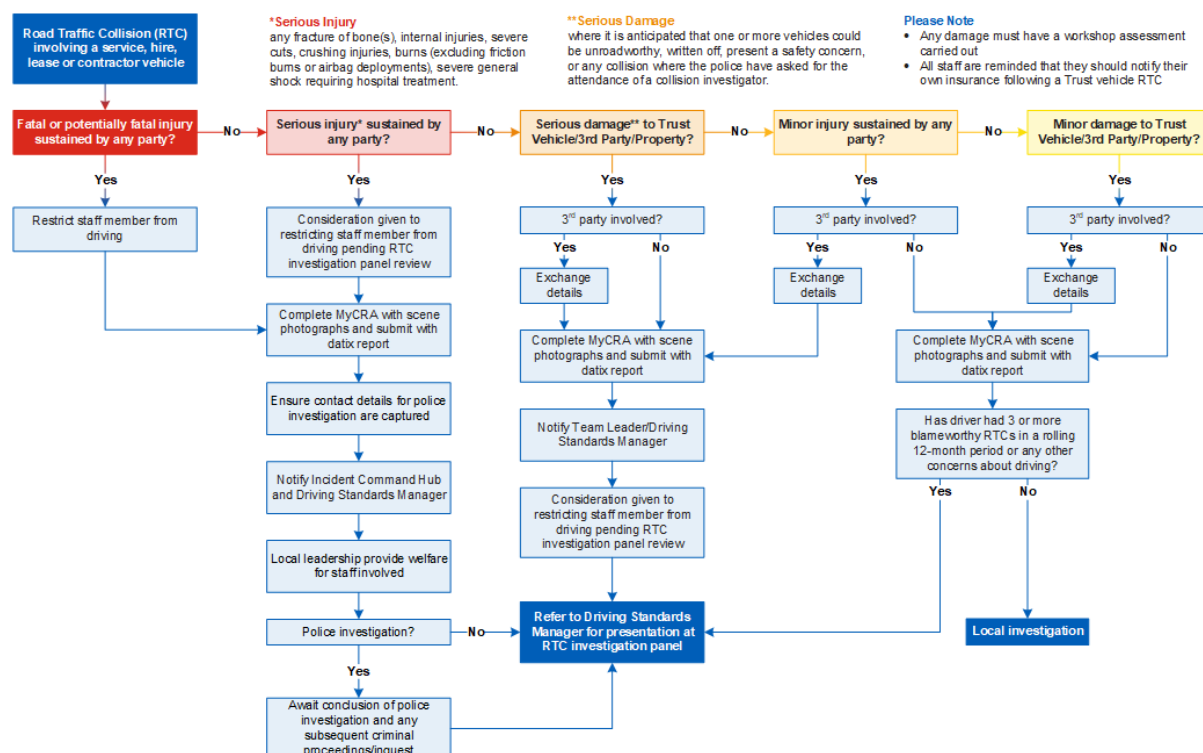 Road Traffic Collision (RTC)
involving a service, hire,
lease or contractor vehicle
*Serious Injury
any fracture of bone(s), internal injuries, severe
cuts, crushing injuries, burns (excluding friction
burns or airbag deployments), severe general
shock requiring hospital treatment.
**Serious Damage
where it is anticipated that one or more vehicles could
be unroadworthy, written off, present a safety concern,
or any collision where the police have asked for the
attendance of a collision investigator.
Please Note
• Any damage must have a workshop assessment
carried out
• All staff are reminded that they should notify their
own insurance following a Trust vehicle RTC
Fatal or potentially fatal injury
sustained by any party?
No
Serious injury* sustained by
any party?
No
Serious damage** to Trust
Vehicle/3rd Party/Property?
No
Minor injury sustained by any
party?
No
Minor damage to Trust
Vehicle/3rd Party/Property?
Yes
Yes
Yes
Yes
Yes
Restrict staff member from
driving
Consideration given to
restricting staff member from
driving pending RTC
investigation panel review
3rd party involved?
Yes
No
Exchange
details
3rd party involved?
Yes
No
Exchange
details
3rd party involved?
Yes
No
Exchange
details
Complete MyCRA with scene
photographs and submit with
datix report
Complete MyCRA with scene
photographs and submit with
datix report
Complete MyCRA with scene
photographs and submit with
datix report
Ensure contact details for police
investigation are captured
Notify Team Leader/Driving
Standards Manager
Has driver had 3 or more
blameworthy RTCs in a rolling
12-month period or any other
concerns about driving?
Yes
No
Notify Incident Command Hub
and Driving Standards Manager
Consideration given to
restricting staff member from
driving pending RTC
investigation panel review
Local leadership provide welfare
for staff involved
Police investigation?
No
Refer to Driving Standards
Manager for presentation at
RTC investigation panel
Local investigation
Yes
Await conclusion of police
investigation and any
subsequent criminal
proceedings/inquest